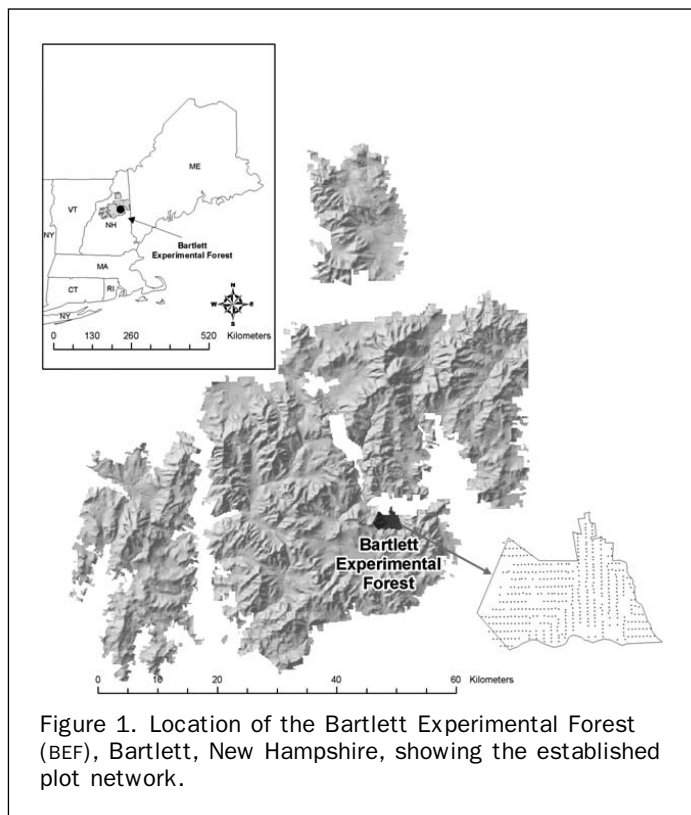 ME
VT
NY
NH
Bartlett
Experimental Forest
MA
CT
RI
NY
N
W E
S
0 130 260 520 Kilometers
Bartlett
Experimental
Forest
0 10 20 40 60 Kilometers
Figure 1. Location of the Bartlett Experimental Forest
(BEF), Bartlett, New Hampshire, showing the established
plot network.